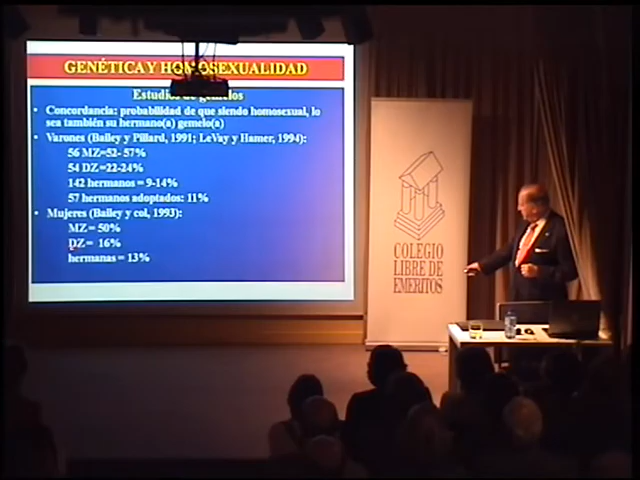 GENÉTICA Y HOMOSEXUALIDAD
Estudios de gemelos
• Concordancia: probabilidad de que siendo homosexual, lo
sea también su hermano(a) gemelo(a)
• Varones (Bailey y Pillard, 1991; LeVay y Hamer, 1994):
56 MZ=52- 57%
54 DZ=22-24%
142 hermanos = 9-14%
57 hermanos adoptados: 11%
• Mujeres (Bailey y col, 1993):
MZ = 50%
DZ = 16%
hermanas = 13%
COLEGIO
LIBRE DE
EMERITOS